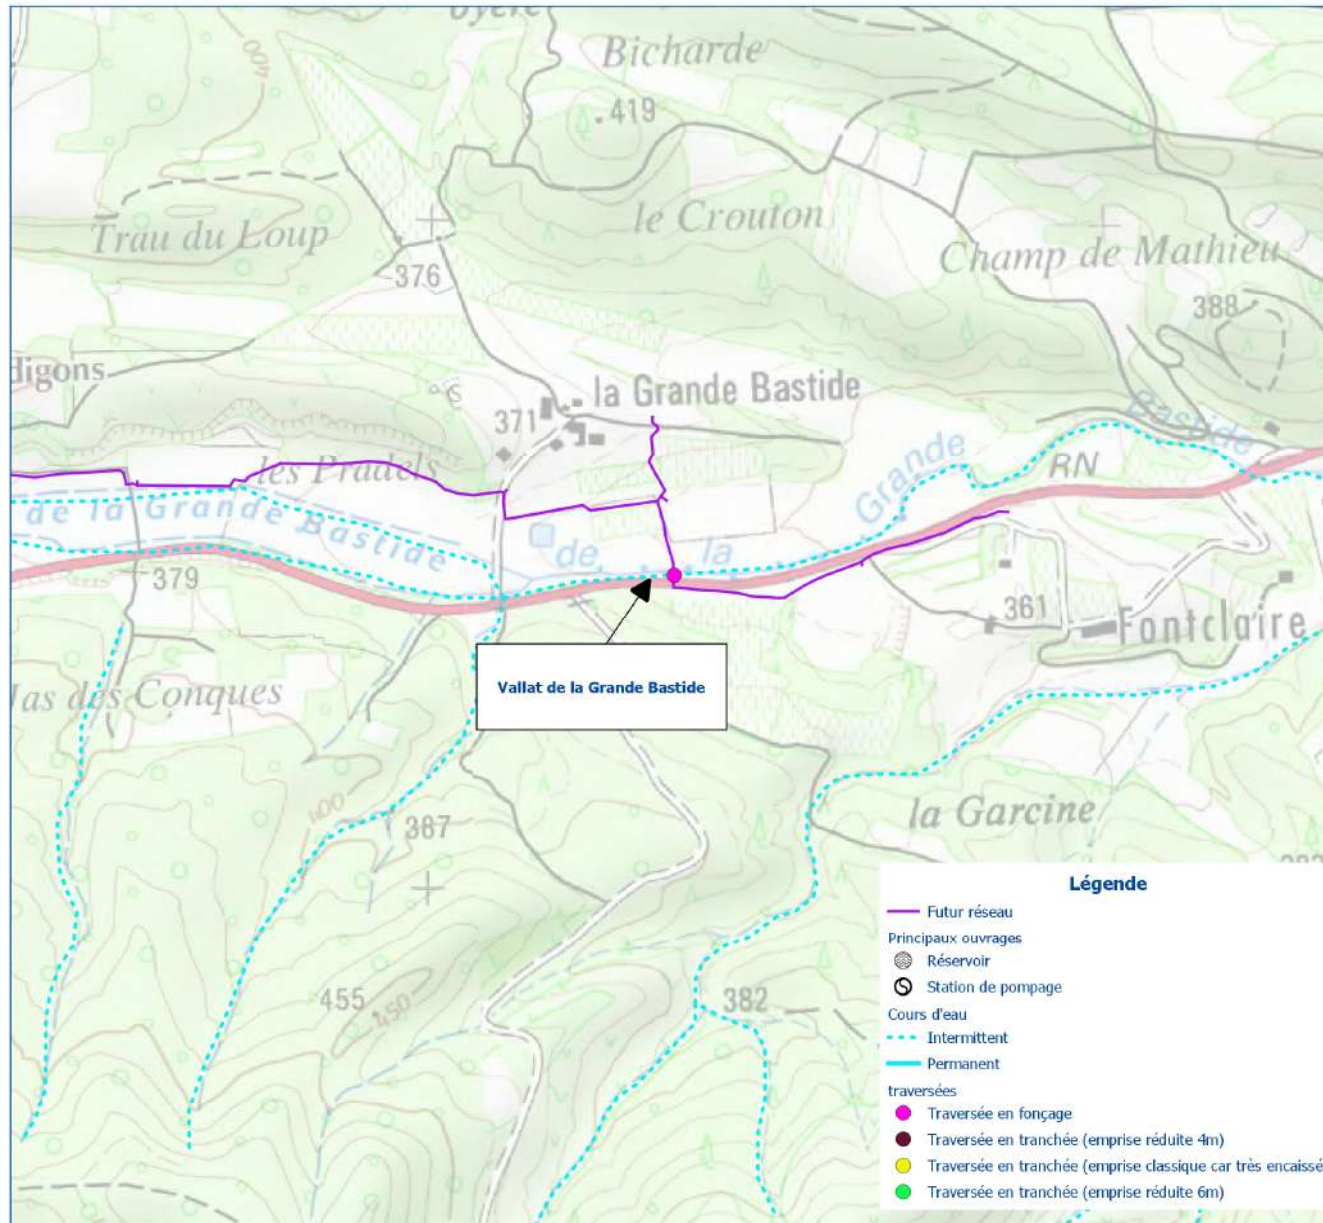 Bicharde
419
400
le Crouton
Trau du Loup
Champ de Mathieu
376
388
digons
la Grande Bastide
371
Bastide
Grande
RN
les Pradels
de la Grande Bastide
de la
379
361
Fontclaire
Vallat de la Grande Bastide
Jas des Conques
400
387
la Garcine
455
450
382
Légende
Futur réseau
Principaux ouvrages
Réservoir
Station de pompage
Cours d'eau
Intermittent
Permanent
traversées
Traversée en fonçage
Traversée en tranchée (emprise réduite 4m)
Traversée en tranchée (emprise classique car très encaissé
Traversée en tranchée (emprise réduite 6m)